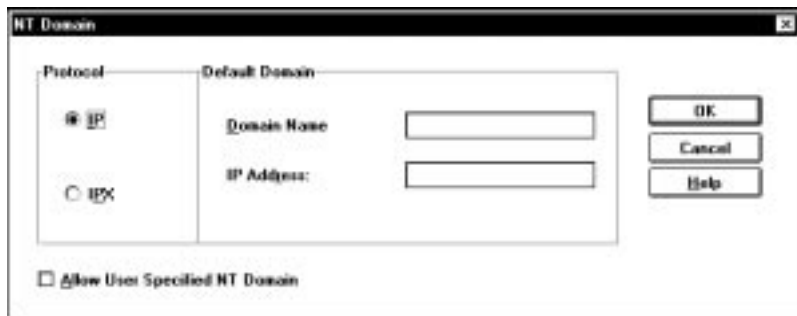 NT Domain
Protocol
IP
IPX
Default Domain
Domain Name
IP Address:
OK
Cancel
Help
Allow User Specified NT Domain